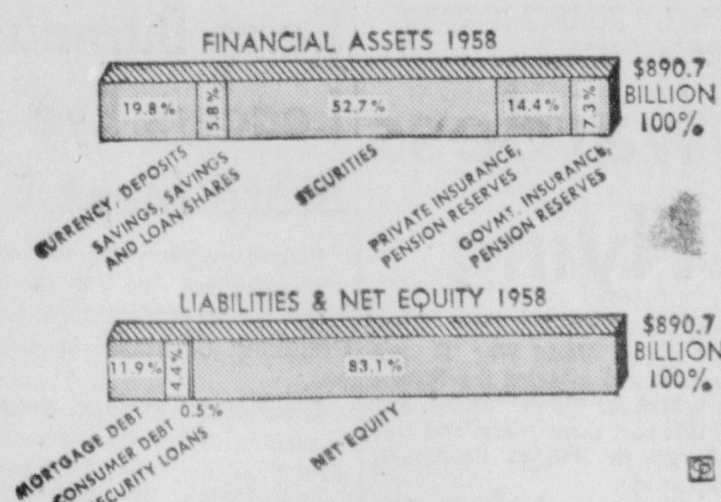 FINANCIAL ASSETS 1958
19.8%
5.8%
52.7%
14.4%
7.3%
$890.7
BILLION
100%
CURRENCY, DEPOSITS
SAVINGS, SAVINGS
AND LOAN SHARES
SECURITIES
PRIVATE INSURANCE,
PENSION RESERVES
GOVMT. INSURANCE,
PENSION RESERVES
LIABILITIES & NET EQUITY 1958
11.9%
4.4%
0.5%
83.1%
$890.7
BILLION
100%
MORTGAGE DEBT
CONSUMER DEBT
SECURITY LOANS
NET EQUITY